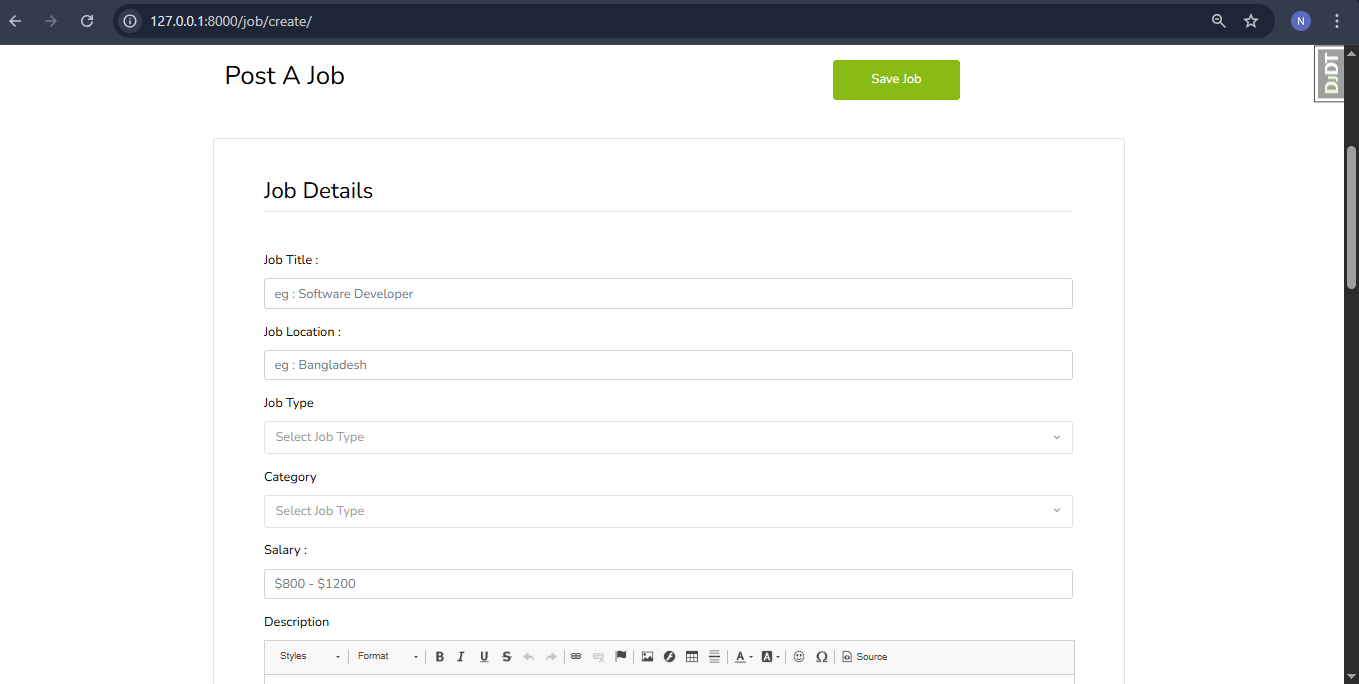 127.0.0.1:8000/job/create/
N
Post A Job
Save Job
DJDT
Job Details
Job Title :
eg : Software Developer
Job Location :
eg : Bangladesh
Job Type
Select Job Type
Category
Select Job Type
Salary :
$800 - $1200
Description
Styles Format B I U S A A Ω Source